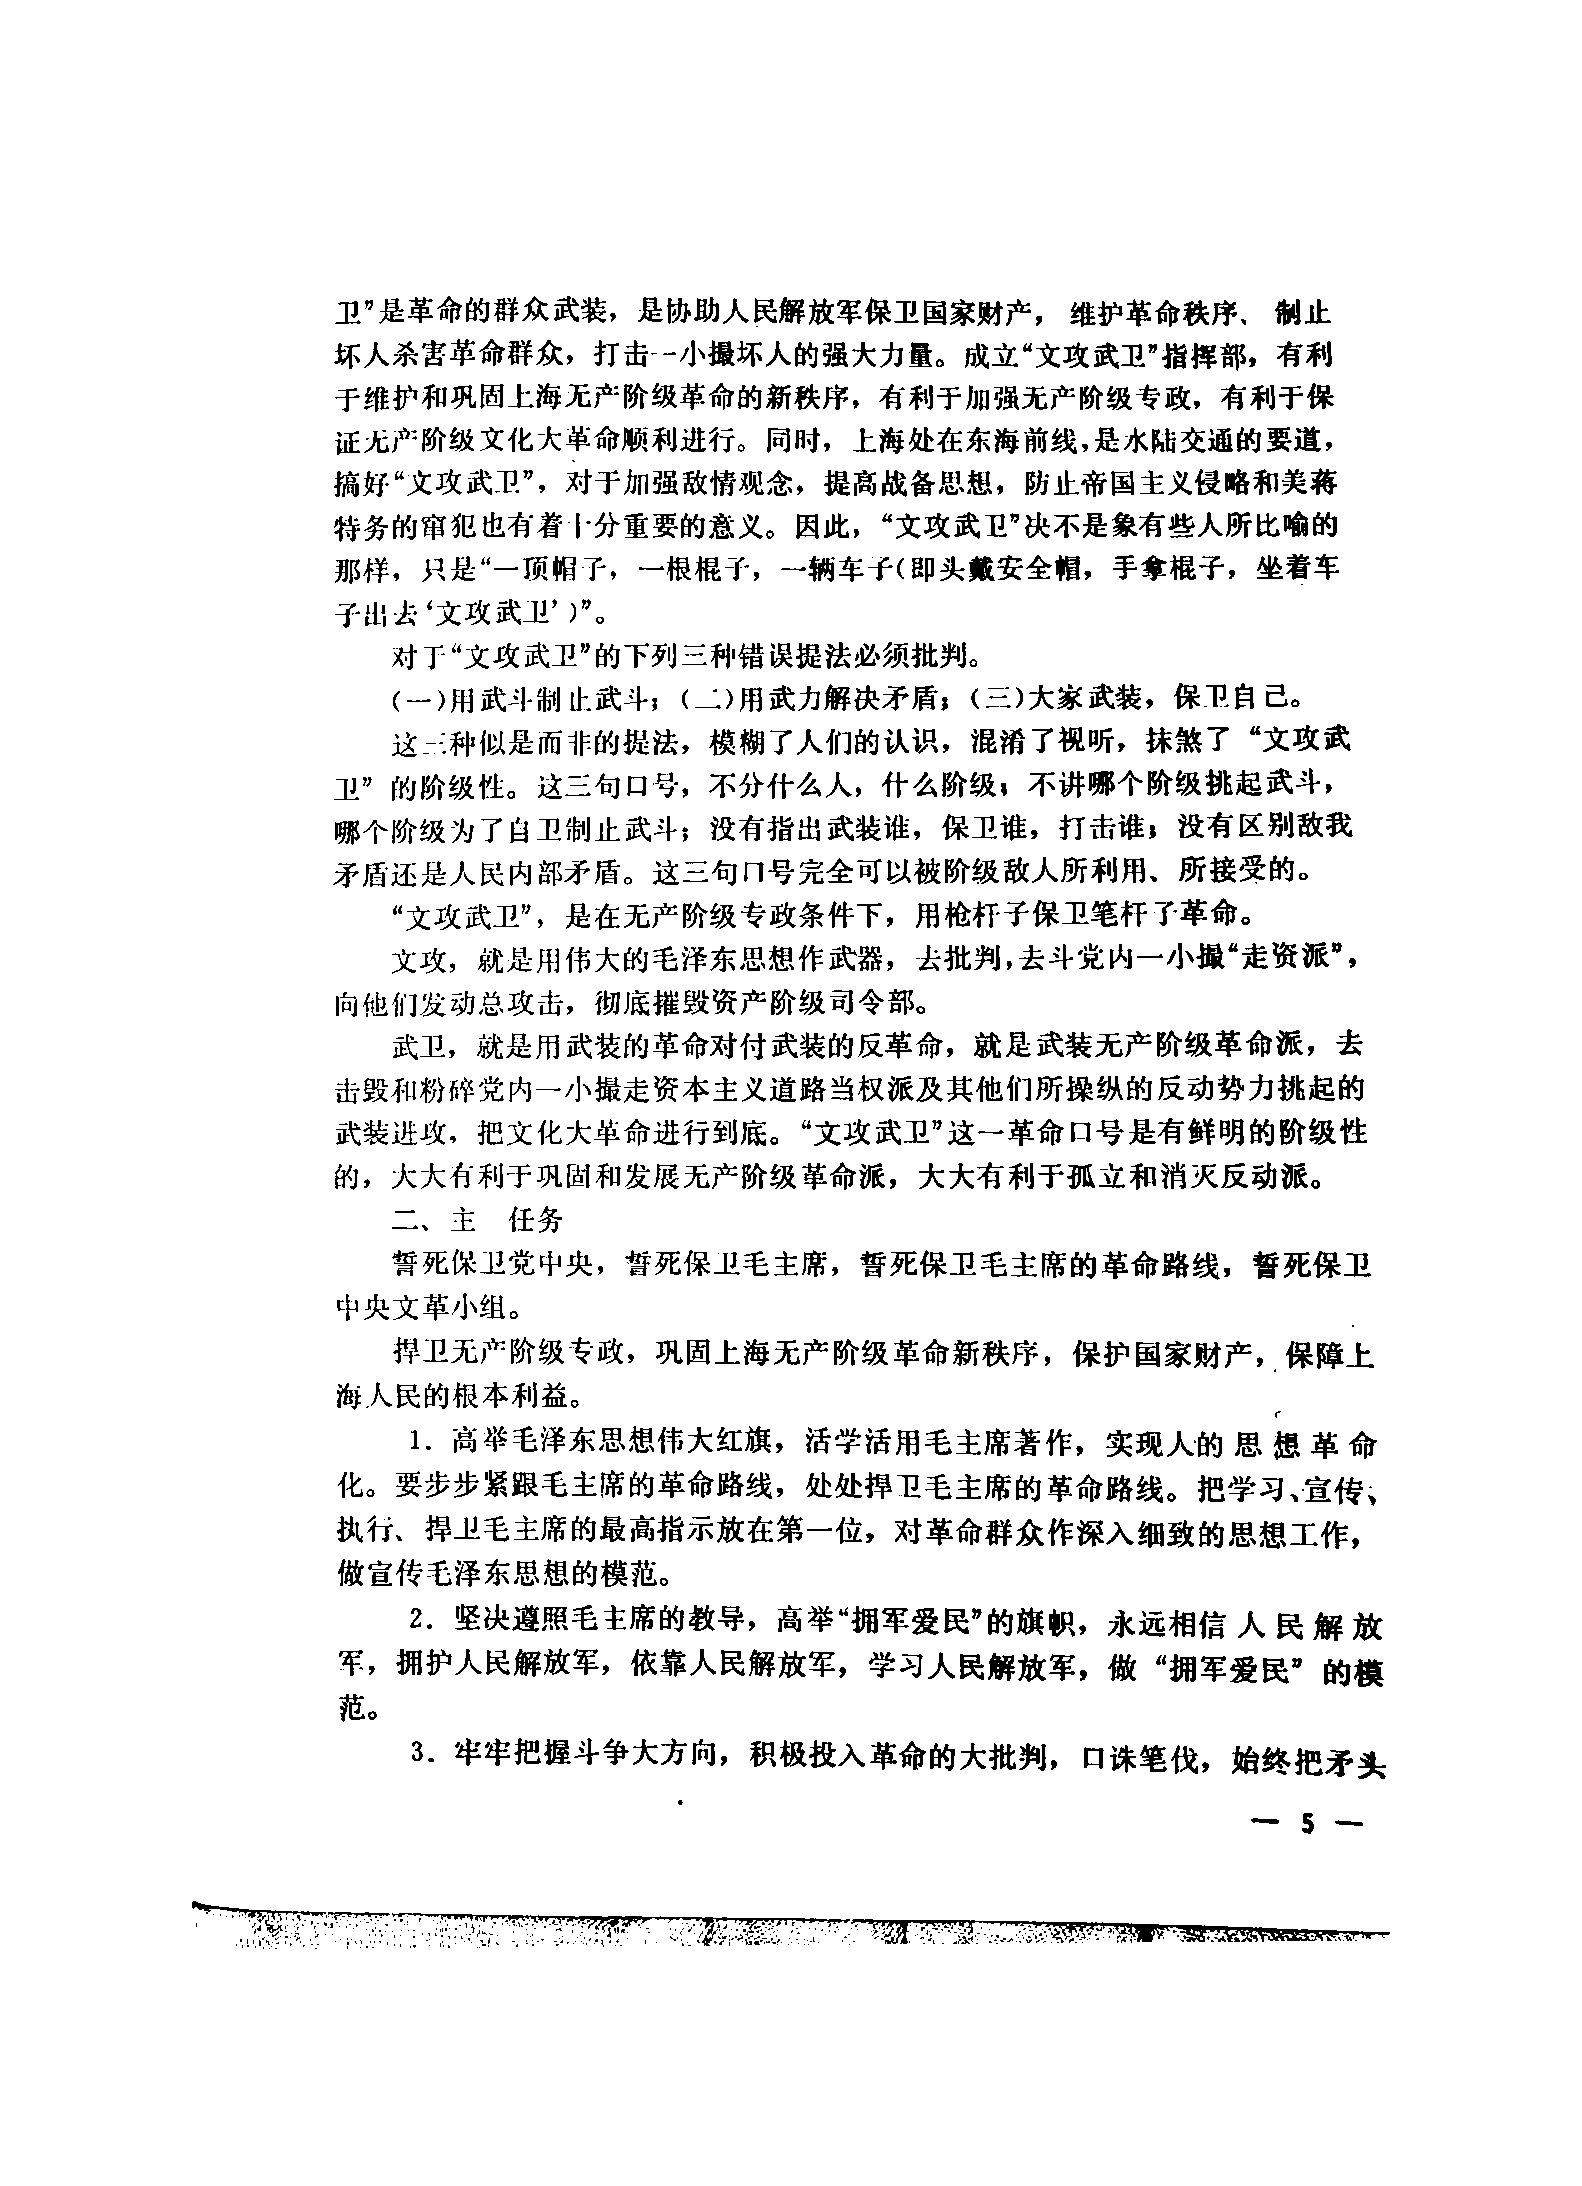 卫”是革命的群众武装，是协助人民解放军保卫国家财产，维护革命秩序、制止
坏人杀害革命群众，打击一小撮坏人的强大力量。成立“文攻武卫”指挥部，有利
于维护和巩固上海无产阶级革命的新秩序，有利于加强无产阶级专政，有利于保
证无产阶级文化大革命顺利进行。同时，上海处在东海前线，是水陆交通的要道，
搞好“文攻武卫”，对于加强敌情观念，提高战备思想，防止帝国主义侵略和美蒋
特务的窜犯也有着十分重要的意义。因此，“文攻武卫”决不是象有些人所比喻的
那样，只是“一顶帽子，一根棍子，一辆车子(即头戴安全帽，手拿棍子，坐着车
子出去‘文攻武卫’)”。
对于“文攻武卫”的下列三种错误提法必须批判。
(一)用武斗制止武斗；(二)用武力解决矛盾；(三)大家武装，保卫自己。
这三种似是而非的提法，模糊了人们的认识，混淆了视听，抹煞了“文攻武
卫”的阶级性。这三句口号，不分什么人，什么阶级；不讲哪个阶级挑起武斗，
哪个阶级为了自卫制止武斗；没有指出武装谁，保卫谁，打击谁；没有区别敌我
矛盾还是人民内部矛盾。这三句口号完全可以被阶级敌人所利用、所接受的。
“文攻武卫”，是在无产阶级专政条件下，用枪杆子保卫笔杆子革命。
文攻，就是用伟大的毛泽东思想作武器，去批判，去斗党内一小撮“走资派”，
向他们发动总攻击，彻底摧毁资产阶级司令部。
武卫，就是用武装的革命对付武装的反革命，就是武装无产阶级革命派，去
击毁和粉碎党内一小撮走资本主义道路当权派及其他们所操纵的反动势力挑起的
武装进攻，把文化大革命进行到底。“文攻武卫”这一革命口号是有鲜明的阶级性
的，大大有利于巩固和发展无产阶级革命派，大大有利于孤立和消灭反动派。
二、主　任务
誓死保卫党中央，誓死保卫毛主席，誓死保卫毛主席的革命路线，誓死保卫
中央文革小组。
捍卫无产阶级专政，巩固上海无产阶级革命新秩序，保护国家财产，保障上
海人民的根本利益。
1．高举毛泽东思想伟大红旗，活学活用毛主席著作，实现人的思想革命
化。要步步紧跟毛主席的革命路线，处处捍卫毛主席的革命路线。把学习、宣传、
执行、捍卫毛主席的最高指示放在第一位，对革命群众作深入细致的思想工作，
做宣传毛泽东思想的模范。
2．坚决遵照毛主席的教导，高举“拥军爱民”的旗帜，永远相信人民解放
军，拥护人民解放军，依靠人民解放军，学习人民解放军，做“拥军爱民”的模
范。
3．牢牢把握斗争大方向，积极投入革命的大批判，口诛笔伐，始终把矛头
— 5 —